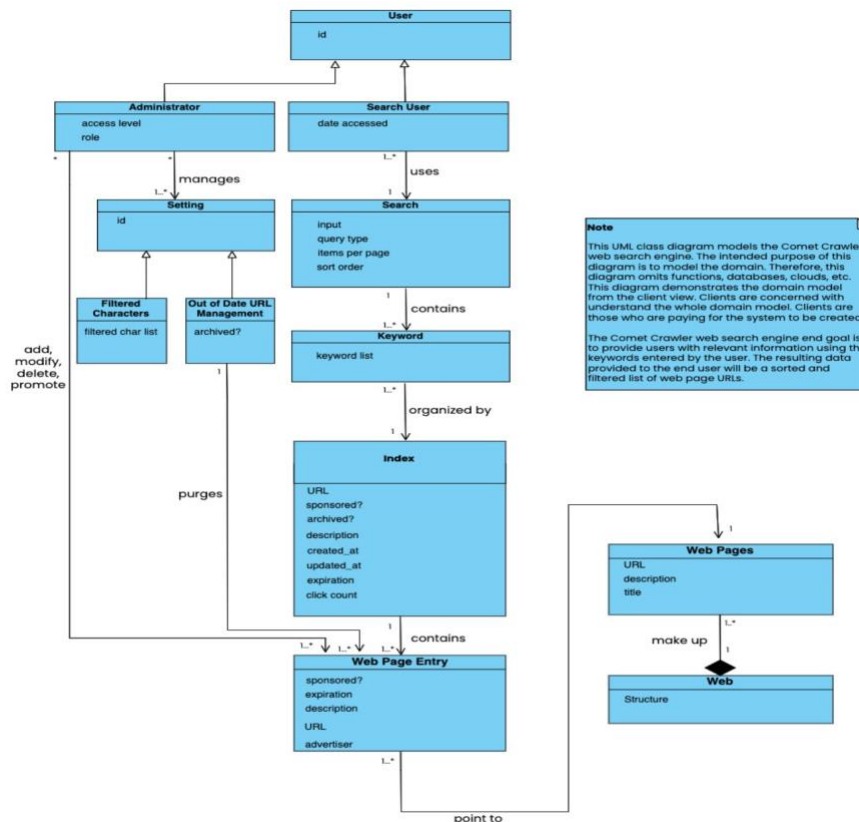 User
id
Administrator
access level
role
Search User
date accessed
*
*
1..*
manages
uses
1..*
1
Setting
id
Search
input
query type
items per page
sort order
Note
This UML class diagram models the Comet Crawle
web search engine. The intended purpose of this
diagram is to model the domain. Therefore, this
diagram omits functions, databases, clouds, etc.
This diagram demonstrates the domain model
from the client view. Clients are concerned with
understand the whole domain model. Clients are
those who are paying for the system to be created
The Comet Crawler web search engine end goal is
to provide users with relevant information using th
keywords entered by the user. The resulting data
provided to the end user will be a sorted and
filtered list of web page URLs.
Filtered
Characters
filtered char list
Out of Date URL
Management
archived?
1
contains
1..*
Keyword
keyword list
add,
modify,
delete,
promote
1
1..*
organized by
1
Index
URL
sponsored?
archived?
description
created_at
updated_at
expiration
click count
purges
1
Web Pages
URL
description
title
1
contains
1..*
1..*
1..*
1..*
make up
1
Web Page Entry
sponsored?
expiration
description
URL
advertiser
Web
Structure
1..*
point to